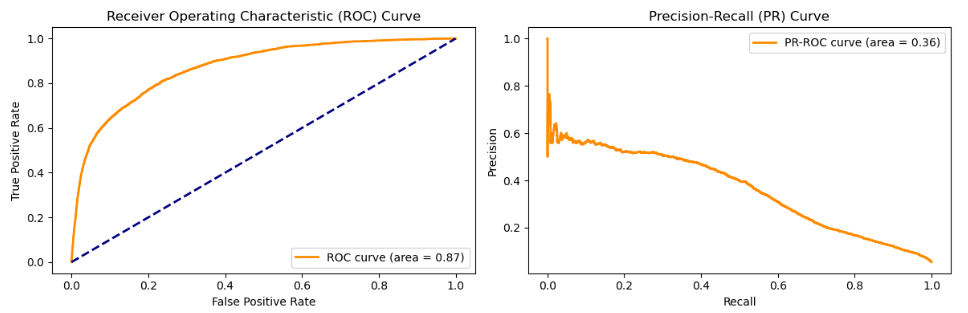 Receiver Operating Characteristic (ROC) Curve
1.0
0.8
0.6
0.4
0.2
0.0
True Positive Rate
ROC curve (area = 0.87)
0.0 0.2 0.4 0.6 0.8 1.0
False Positive Rate
Precision-Recall (PR) Curve
1.0
0.8
0.6
0.4
0.2
Precision
PR-ROC curve (area = 0.36)
0.0 0.2 0.4 0.6 0.8 1.0
Recall